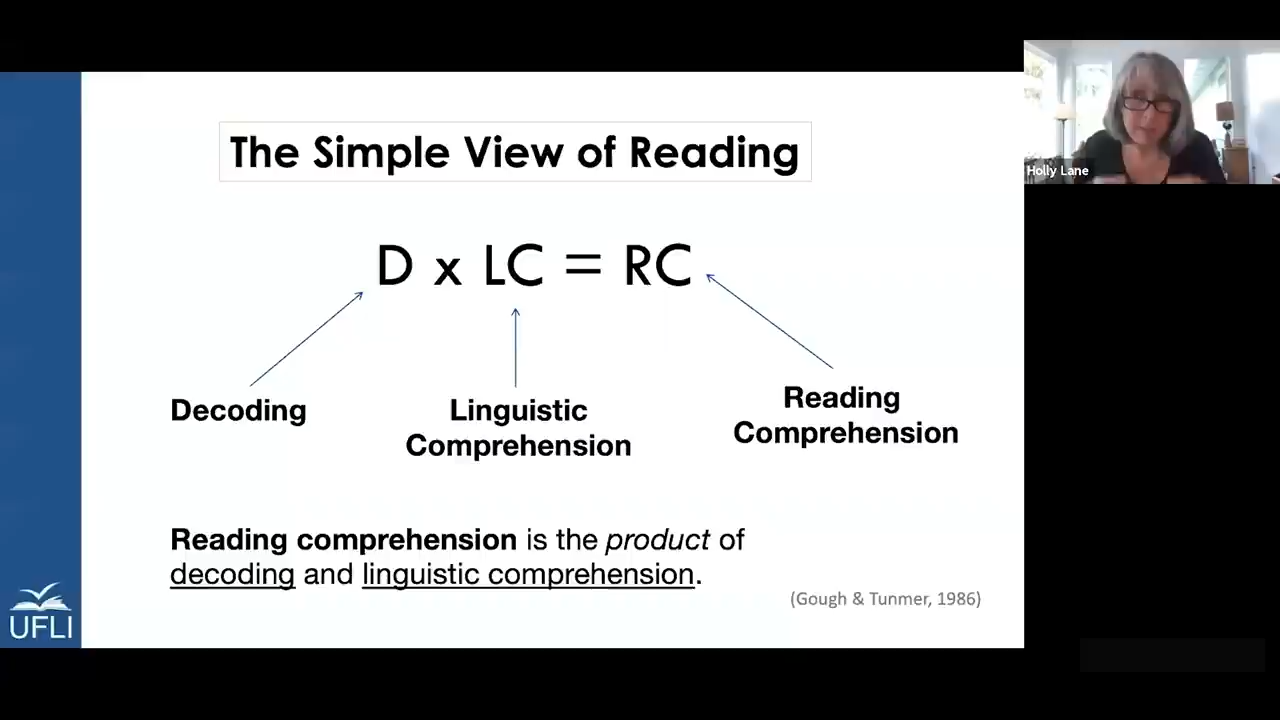 The Simple View of Reading
D x LC = RC
Decoding
Linguistic
Comprehension
Reading
Comprehension
Reading comprehension is the product of
decoding and linguistic comprehension.
(Gough & Tunmer, 1986)
UFLI
Holly Lane